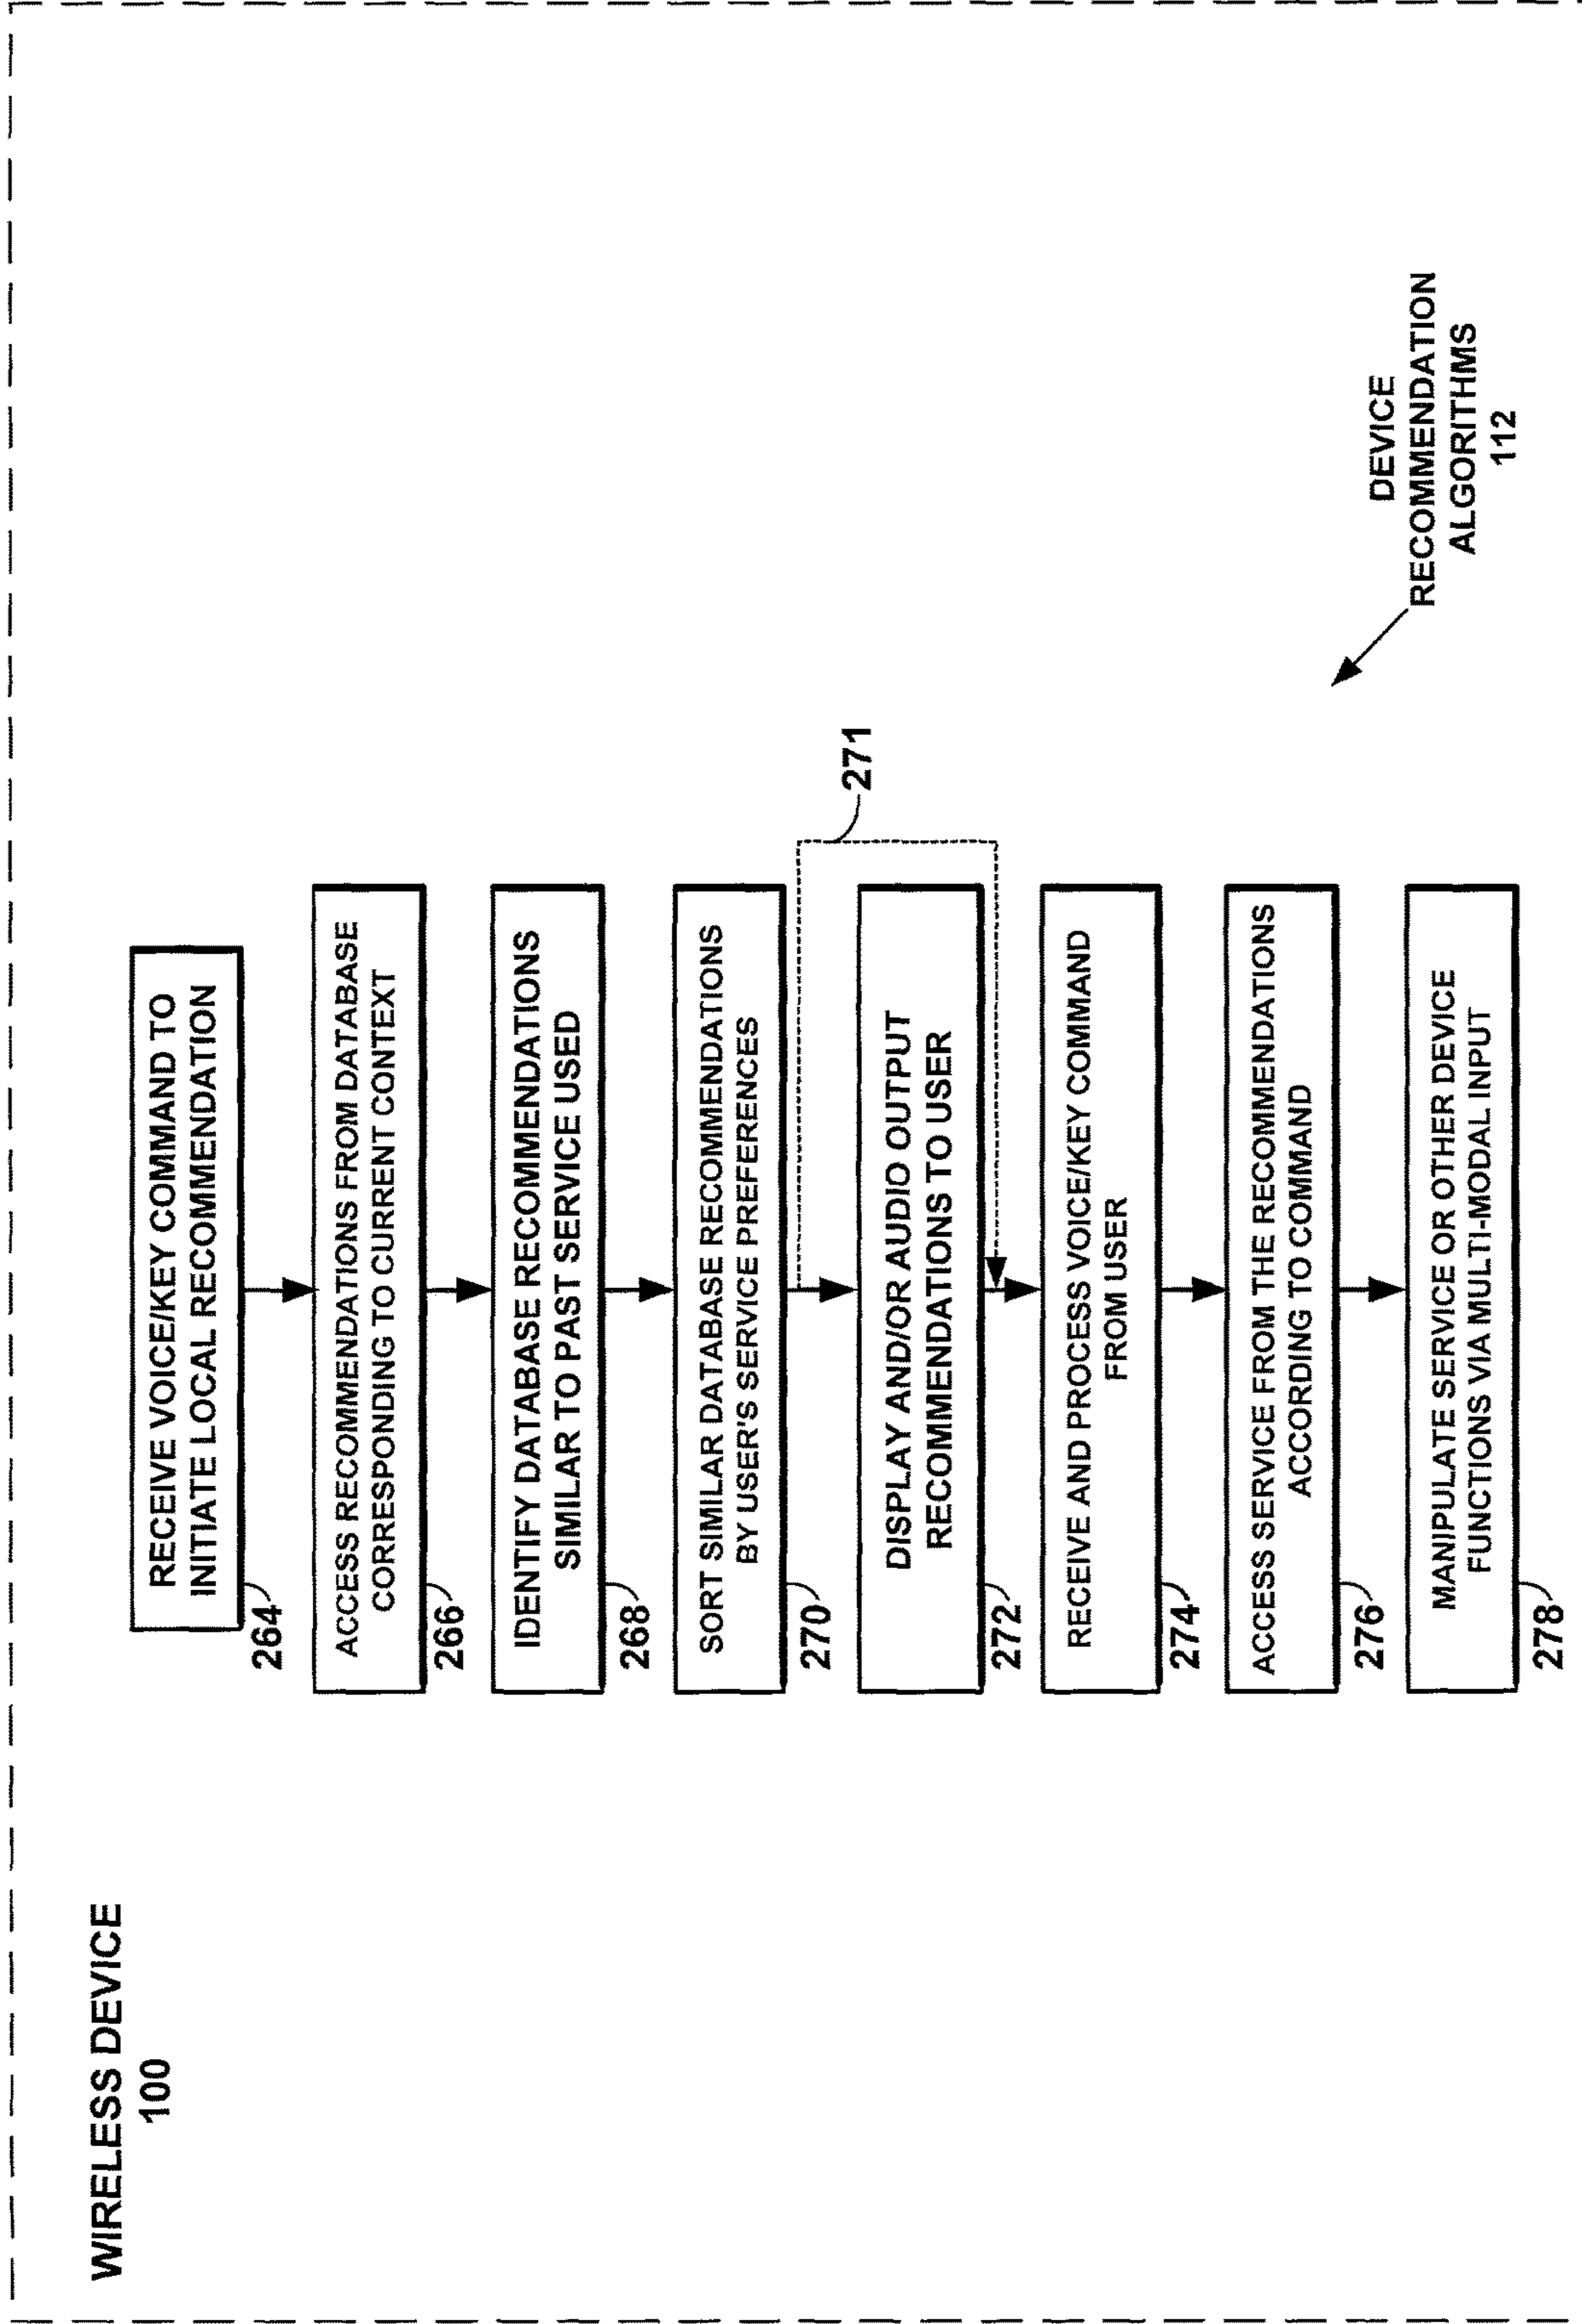 WIRELESS DEVICE
100
RECEIVE VOICE/KEY COMMAND TO
INITIATE LOCAL RECOMMENDATION
264
ACCESS RECOMMENDATIONS FROM DATABASE
CORRESPONDING TO CURRENT CONTEXT
266
IDENTIFY DATABASE RECOMMENDATIONS
SIMILAR TO PAST SERVICE USED
268
SORT SIMILAR DATABASE RECOMMENDATIONS
BY USER'S SERVICE PREFERENCES
270
271
DISPLAY AND/OR AUDIO OUTPUT
RECOMMENDATIONS TO USER
272
RECEIVE AND PROCESS VOICE/KEY COMMAND
FROM USER
274
ACCESS SERVICE FROM THE RECOMMENDATIONS
ACCORDING TO COMMAND
276
MANIPULATE SERVICE OR OTHER DEVICE
FUNCTIONS VIA MULTI-MODAL INPUT
278
DEVICE
RECOMMENDATION
ALGORITHMS
112